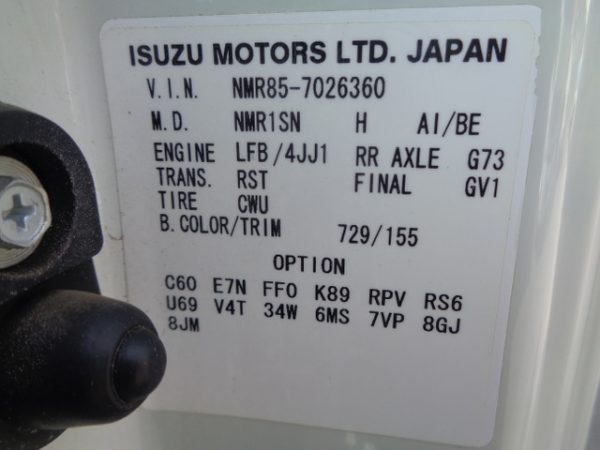 ISUZU MOTORS LTD. JAPAN
V.I.N. NMR85-7026360
M.D. NMR1SN H AI/BE
ENGINE LFB/4JJ1 RR AXLE G73
TRANS. RST FINAL GV1
TIRE CWU
B.COLOR/TRIM 729/155
OPTION
C60 E7N FF0 K89 RPV RS6
U69 V4T 34W 6MS 7VP 8GJ
8JM